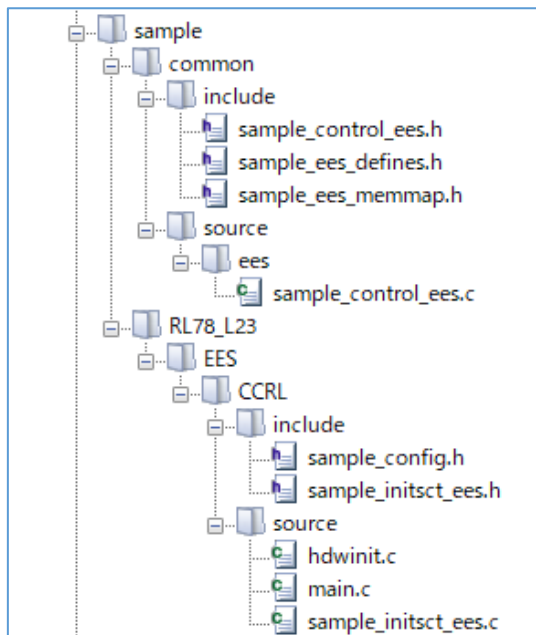 sample
common
include
sample_control_ees.h
sample_ees_defines.h
sample_ees_memmap.h
source
ees
sample_control_ees.c
RL78_L23
EES
CCRL
include
sample_config.h
sample_initsct_ees.h
source
hdwinit.c
main.c
sample_initsct_ees.c